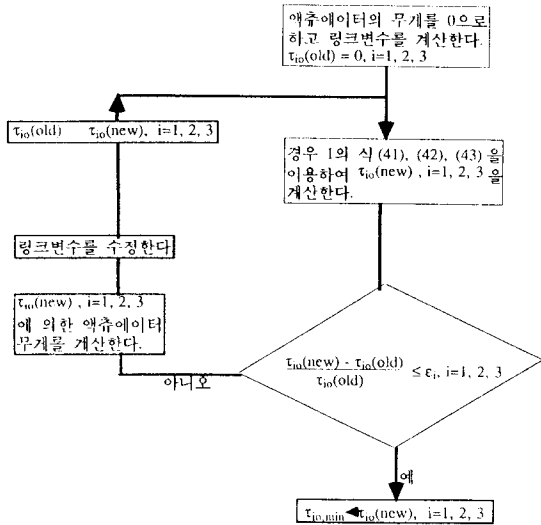 액츄에이터의 무게를 0으로
하고 링크변수를 계산한다.
τio(old) = 0, i=1, 2, 3
τio(old) τio(new), i=1, 2, 3
경우 1의 식 (41), (42), (43) 을
이용하여 τio(new) , i=1, 2, 3 을
계산한다.
링크변수를 수정한다
τio(new) , i=1, 2, 3
에 의한 액츄에이터
무게를 계산한다.
아니오
τio(new) - τio(old)
τio(old)
≤ εi, i=1, 2, 3
예
τio,min τio(new), i=1, 2, 3